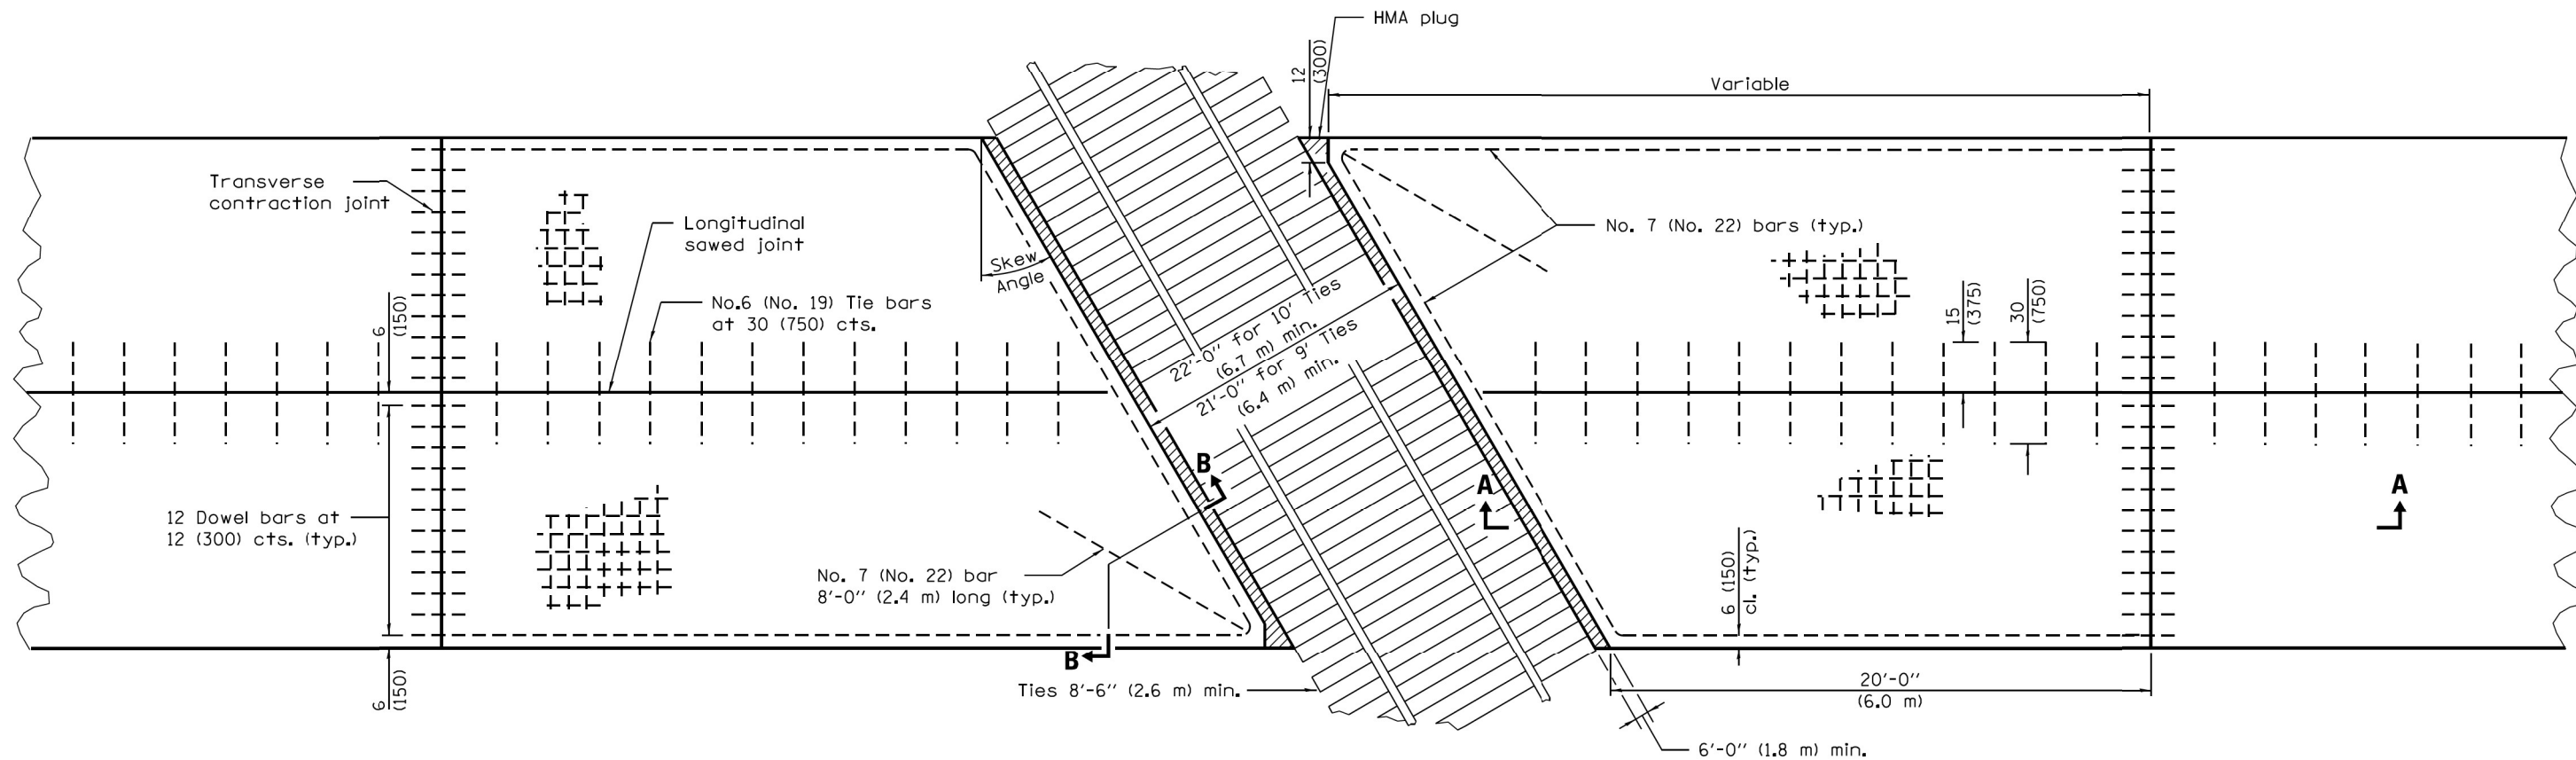 HMA plug
12
(300)
Variable
Transverse
contraction joint
Longitudinal
sawed joint
Skew
Angle
No. 7 (No. 22) bars (typ.)
No.6 (No. 19) Tie bars
at 30 (750) cts.
6
(150)
22'-0" for 10' Ties
(6.7 m) min.
21'-0" for 9' Ties
(6.4 m) min.
15
(375)
30
(750)
B
A
A
12 Dowel bars at
12 (300) cts. (typ.)
No. 7 (No. 22) bar
8'-0" (2.4 m) long (typ.)
6 (150)
cl. (typ.)
B
Ties 8'-6" (2.6 m) min.
6
(150)
20'-0"
(6.0 m)
6'-0" (1.8 m) min.